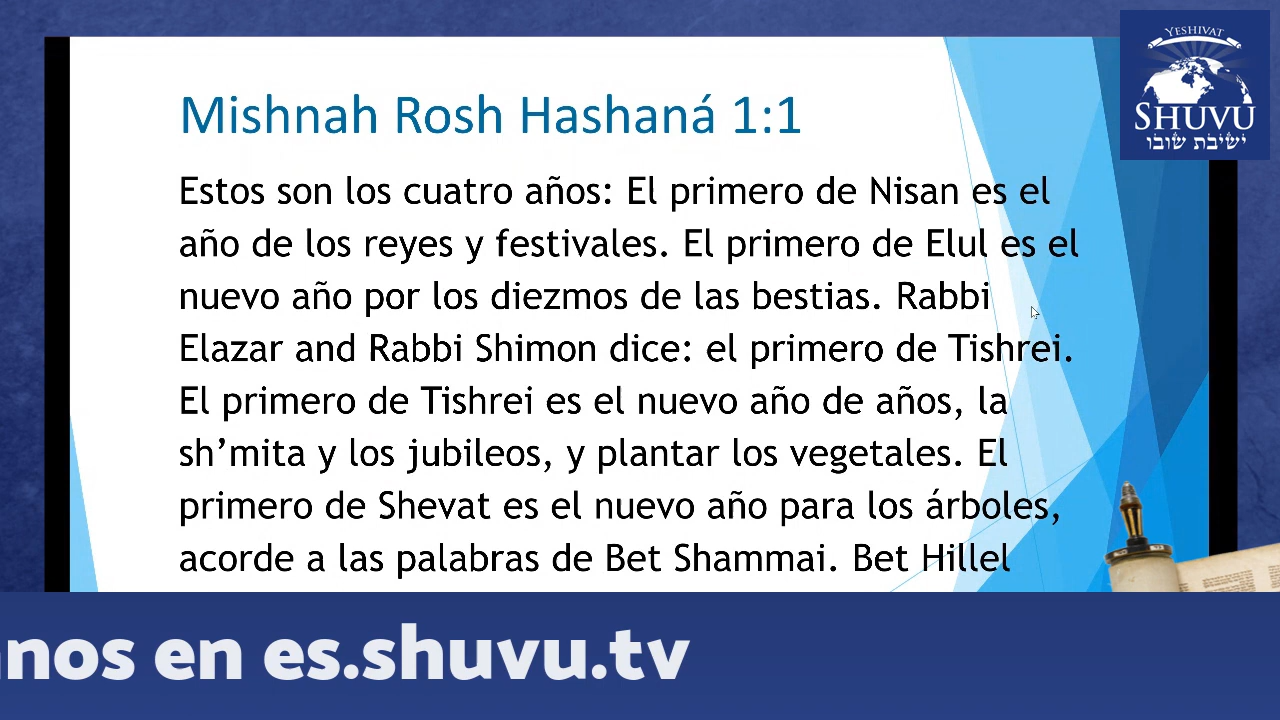 YESHIVAT
SHUVU
ישיבת שובו
Mishnah Rosh Hashaná 1:1
Estos son los cuatro años: El primero de Nisan es el
año de los reyes y festivales. El primero de Elul es el
nuevo año por los diezmos de las bestias. Rabbi
Elazar and Rabbi Shimon dice: el primero de Tishrei.
El primero de Tishrei es el nuevo año de años, la
sh’mita y los jubileos, y plantar los vegetales. El
primero de Shevat es el nuevo año para los árboles,
acorde a las palabras de Bet Shammai. Bet Hillel
nos en es.shuvu.tv